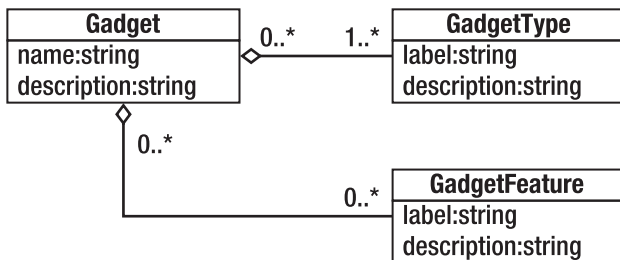 Gadget
name:string
description:string
0..*
1..*
GadgetType
label:string
description:string
0..*
0..*
GadgetFeature
label:string
description:string